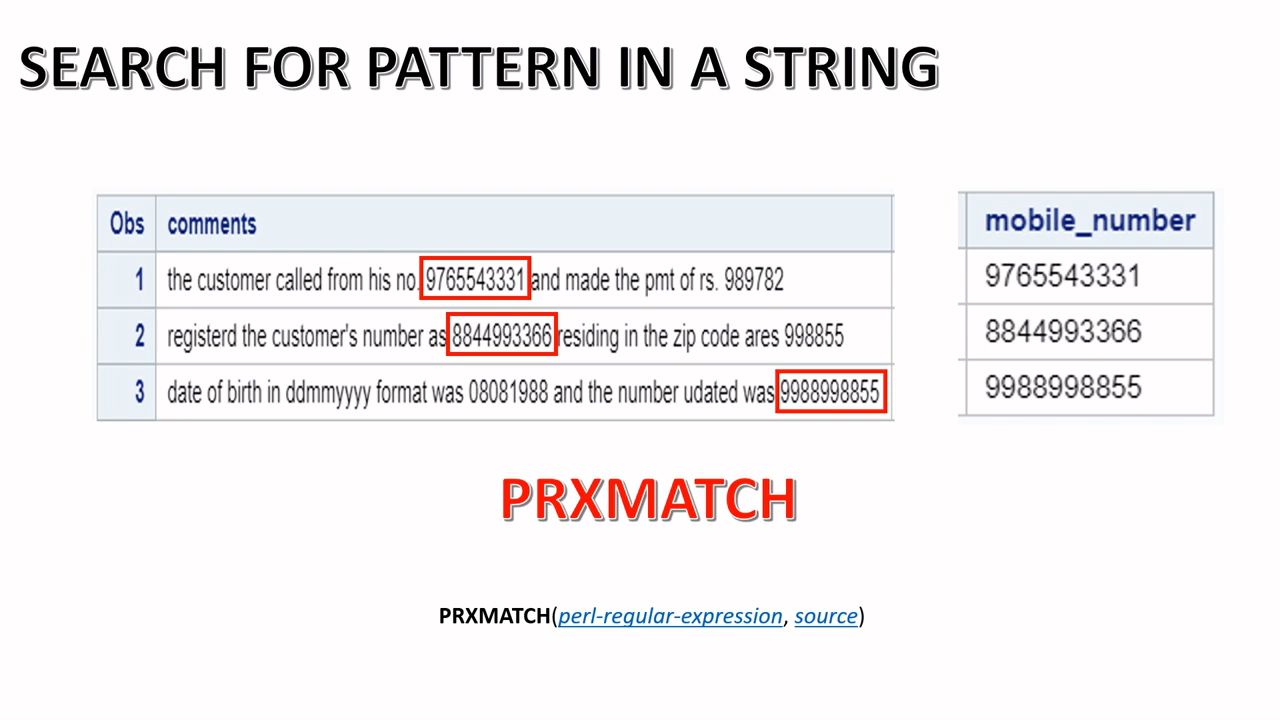 SEARCH FOR PATTERN IN A STRING
Obs comments mobile_number
1 the customer called from his no. 9765543331 and made the pmt of rs. 989782 9765543331
2 registerd the customer's number as 8844993366 residing in the zip code ares 998855 8844993366
3 date of birth in ddmmyyyy format was 08081988 and the number udated was 9988998855 9988998855
PRXMATCH
PRXMATCH(perl-regular-expression, source)